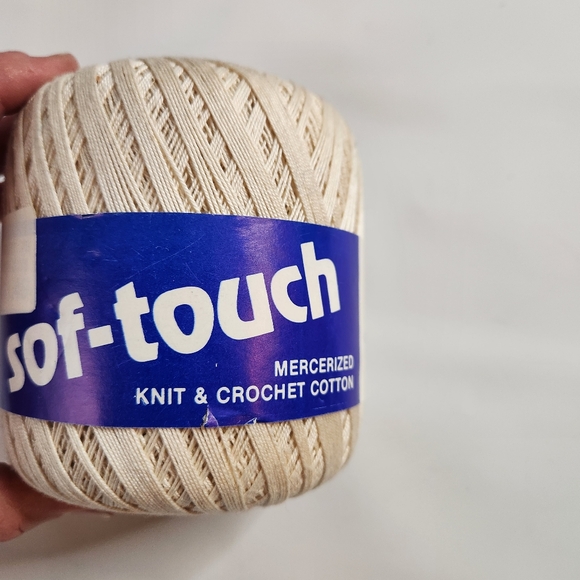 sof-touch
MERCERIZED
KNIT & CROCHET COTTON